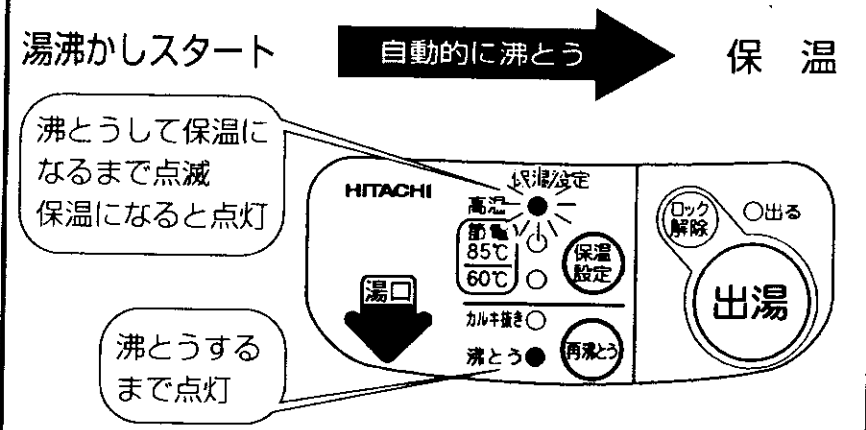 湯沸かしスタート
自動的に沸とう
保 温
沸とうして保温に
なるまで点滅
保温になると点灯
HITACHI
保温設定
高温
節電
85℃
60℃
保温
設定
ロック
解除
出る
出湯
湯口
カルキ抜き
沸とう
再沸とう
沸とうする
まで点灯